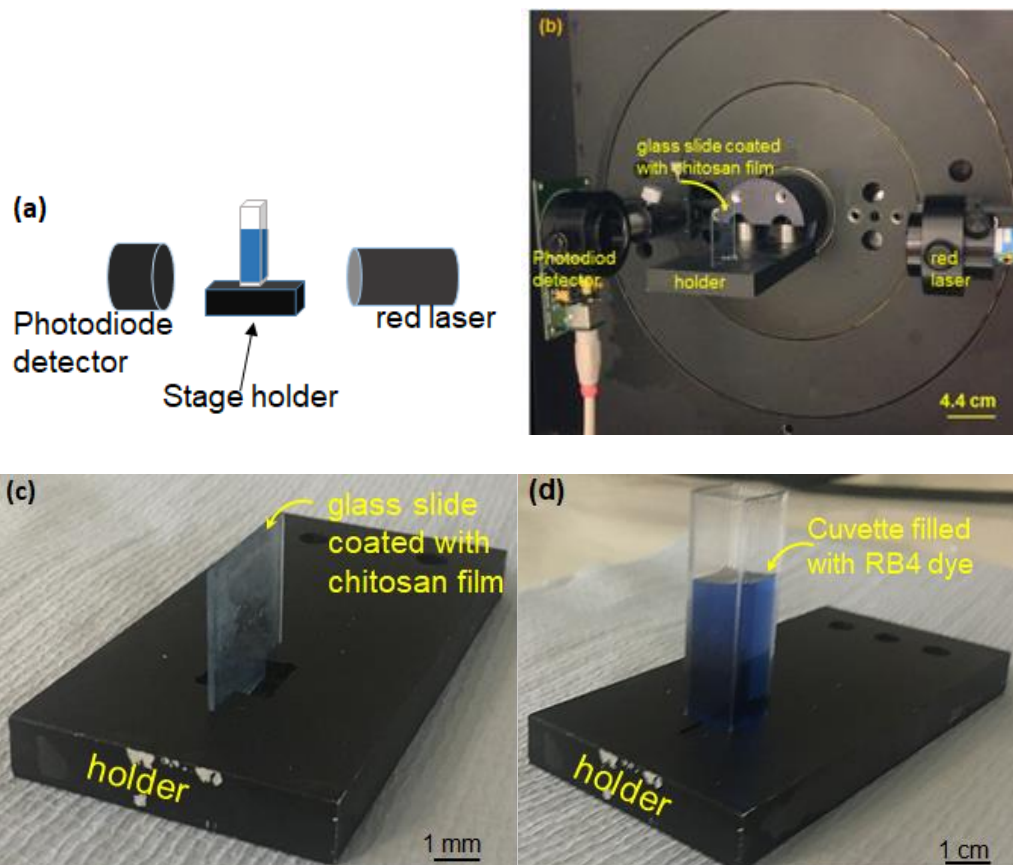 (a)
Photodiode
detector
Stage holder
red laser
(b)
glass slide coated
with chitosan film
Photodiod
detector
holder
red
laser
4.4 cm
(c)
glass slide
coated with
chitosan film
holder
1 mm
(d)
Cuvette filled
with RB4 dye
holder
1 cm